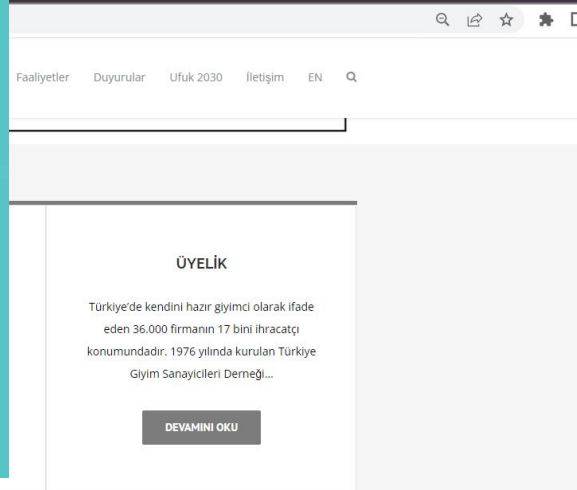 Faaliyetler Duyurular Ufuk 2030 İletişim EN
ÜYELİK
Türkiye’de kendini hazır giyimci olarak ifade
eden 36.000 firmanın 17 bini ihracatçı
konumundadır. 1976 yılında kurulan Türkiye
Giyim Sanayicileri Derneği...
DEVAMINI OKU